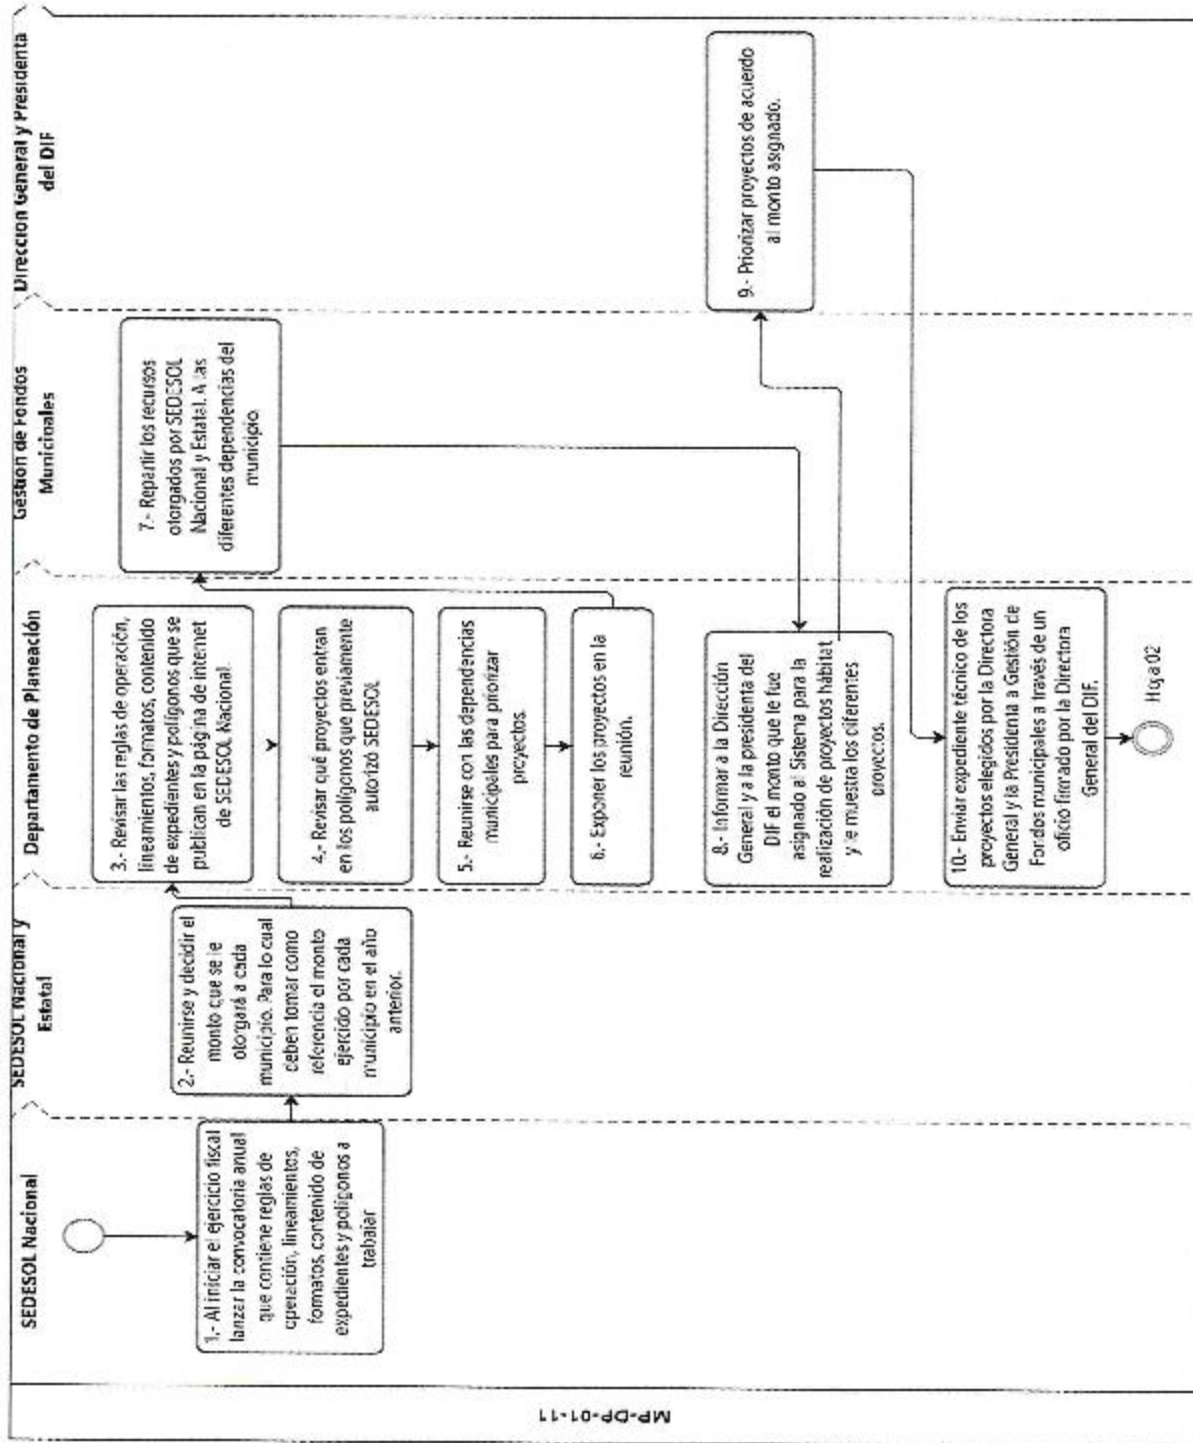 MP-DP-01-11
SEDESOL Nacional
1.- Al iniciar el ejercicio fiscal
lanzar la convocatoria anual
que contiene reglas de
operación, lineamientos,
formatos, contenido de
expedientes y polígonos a
trabajar
SEDESOL Nacional y
Estatal
2.- Reunirse y decidir el
monto que se le
otorgará a cada
municipio. Para lo cual
deben tomar como
referencia el monto
ejercido por cada
municipio en el año
anterior.
Departamento de Planeación
3.- Revisar las reglas de operación,
lineamientos, formatos, contenido
de expedientes y polígonos que se
publican en la página de internet
de SEDESOL Nacional.
4.- Revisar qué proyectos entran
en los polígonos que previamente
autorizó SEDESOL
5.- Reunirse con las dependencias
municipales para priorizar
proyectos.
6.- Exponer los proyectos en la
reunión.
Gestión de Fondos
Municipales
7.- Repartir los recursos
otorgados por SEDESOL
Nacional y Estatal. A las
diferentes dependencias del
municipio.
8.- Informar a la Dirección
General y a la presidenta del
DIF el monto que le fue
asignado al Sistema para la
realización de proyectos hábitat
y le muestra los diferentes
proyectos.
Dirección General y Presidenta
del DIF
9.- Priorizar proyectos de acuerdo
al monto asignado.
10.- Enviar expediente técnico de los
proyectos elegidos por la Directora
General y la Presidenta a Gestión de
Fondos municipales a través de un
oficio firmado por la Directora
General del DIF.
Hoja 02